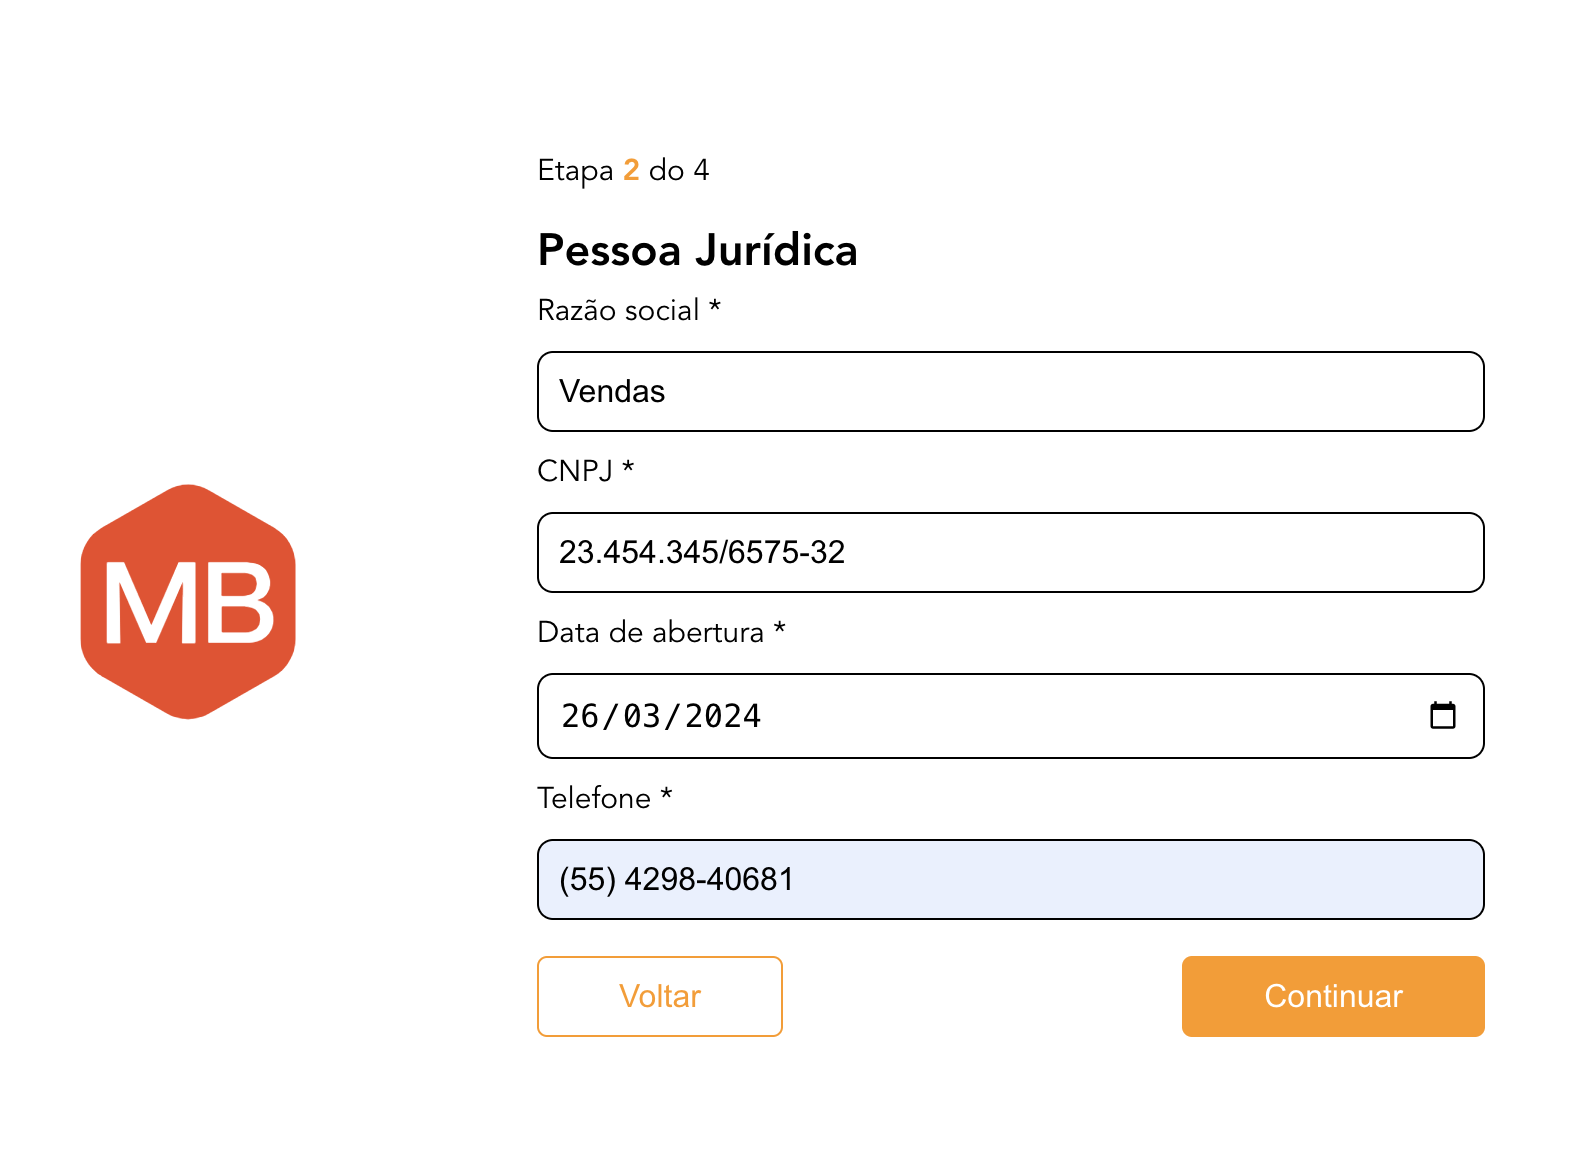 Etapa 2 do 4
Pessoa Jurídica
Razão social *
Vendas
CNPJ *
23.454.345/6575-32
MB
Data de abertura *
26/03/2024
Telefone *
(55) 4298-40681
Voltar
Continuar